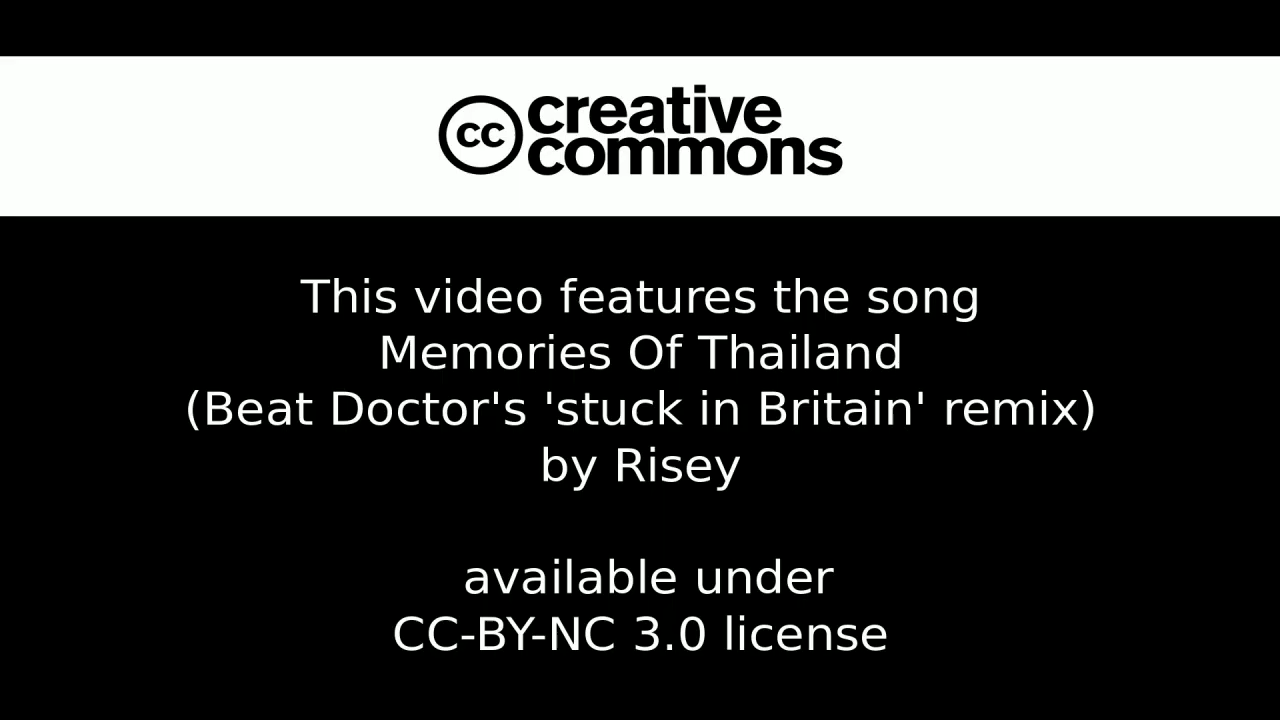 cc creative
commons
This video features the song
Memories Of Thailand
(Beat Doctor's 'stuck in Britain' remix)
by Risey
available under
CC-BY-NC 3.0 license